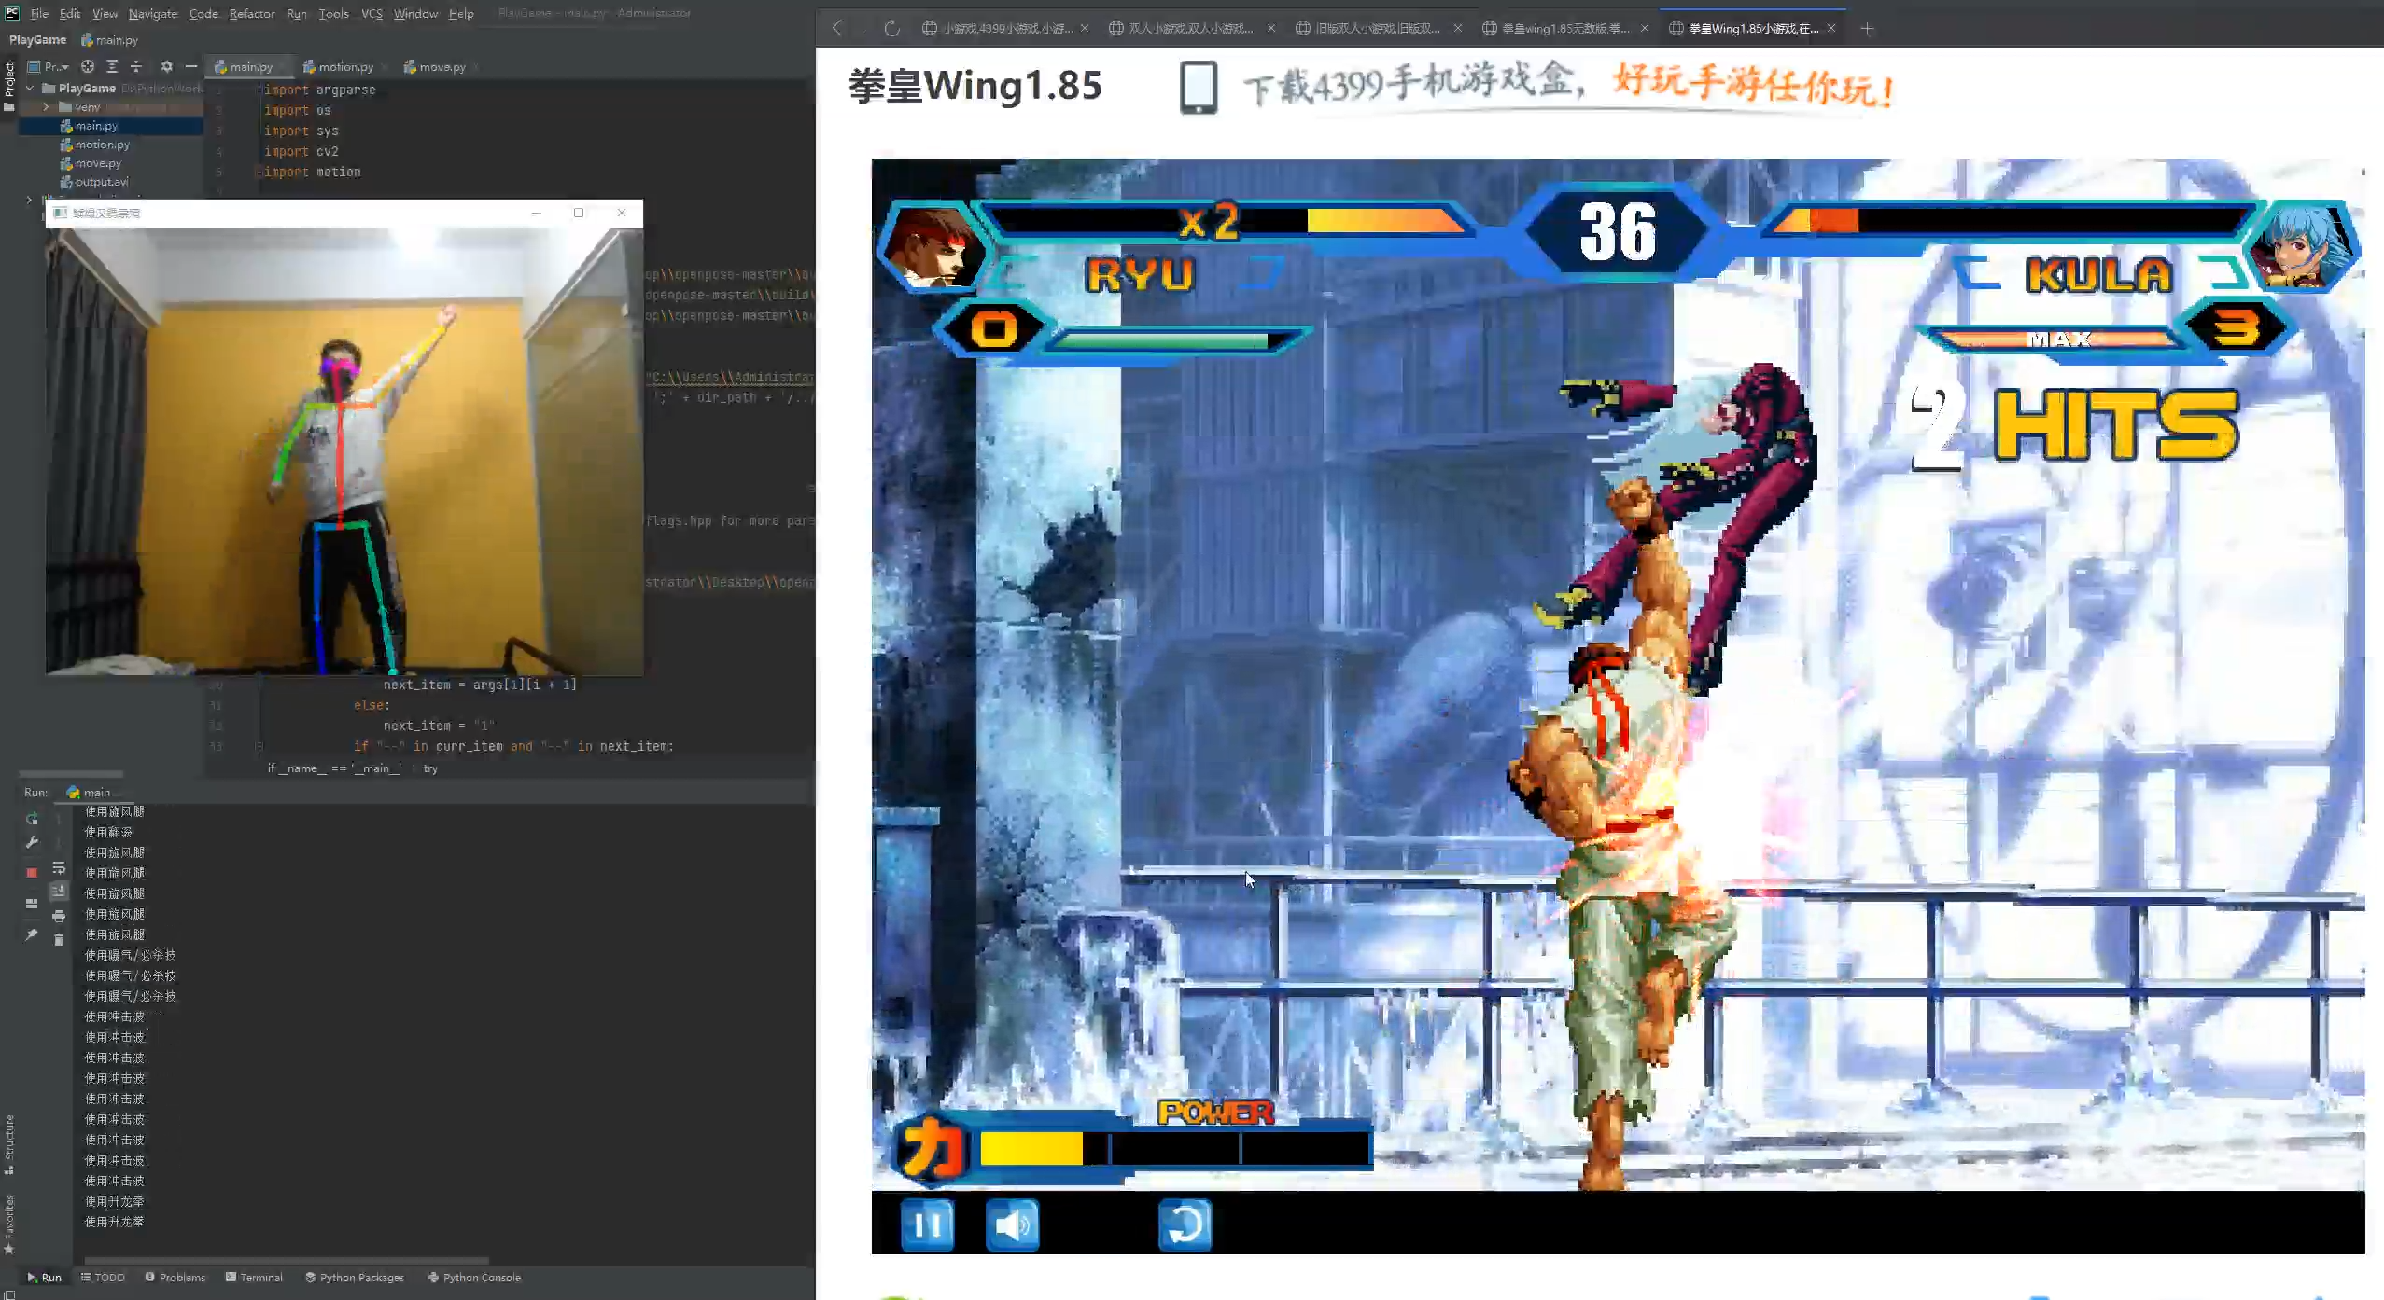 File Edit View Navigate Code Refactor Run Tools VCS Window Help PlayGame - main.py - Administrator
PlayGame main.py
Project
Pr... main.py motion.py move.py
PlayGame
venv
main.py
motion.py
move.py
output.avi
import argparse
import os
import sys
import cv2
import motion
flags.hpp for more par
next_item = args[1][i + 1]
else:
next_item = "1"
if "--" in curr_item and "--" in next_item:
if __name__ == '__main__' try
Run: main
使用旋风腿
使用旋风腿
使用旋风腿
使用旋风腿
使用旋风腿
使用旋风腿
使用曝气/必杀技
使用曝气/必杀技
使用曝气/必杀技
使用冲击波
使用冲击波
使用冲击波
使用冲击波
使用冲击波
使用冲击波
使用冲击波
使用冲击波
使用冲击波
使用升龙拳
使用升龙拳
Structure
Favorites
Run TODO Problems Terminal Python Packages Python Console
小游戏,4399小游戏,小游...
双人小游戏,双人小游戏...
旧版双人小游戏,旧版双...
拳皇wing1.85无敌版,拳...
拳皇Wing1.85小游戏,在...
拳皇Wing1.85
下载4399手机游戏盒，好玩手游任你玩！
x2
36
RYU
KULA
0
MAX
3
2 HITS
POWER
力